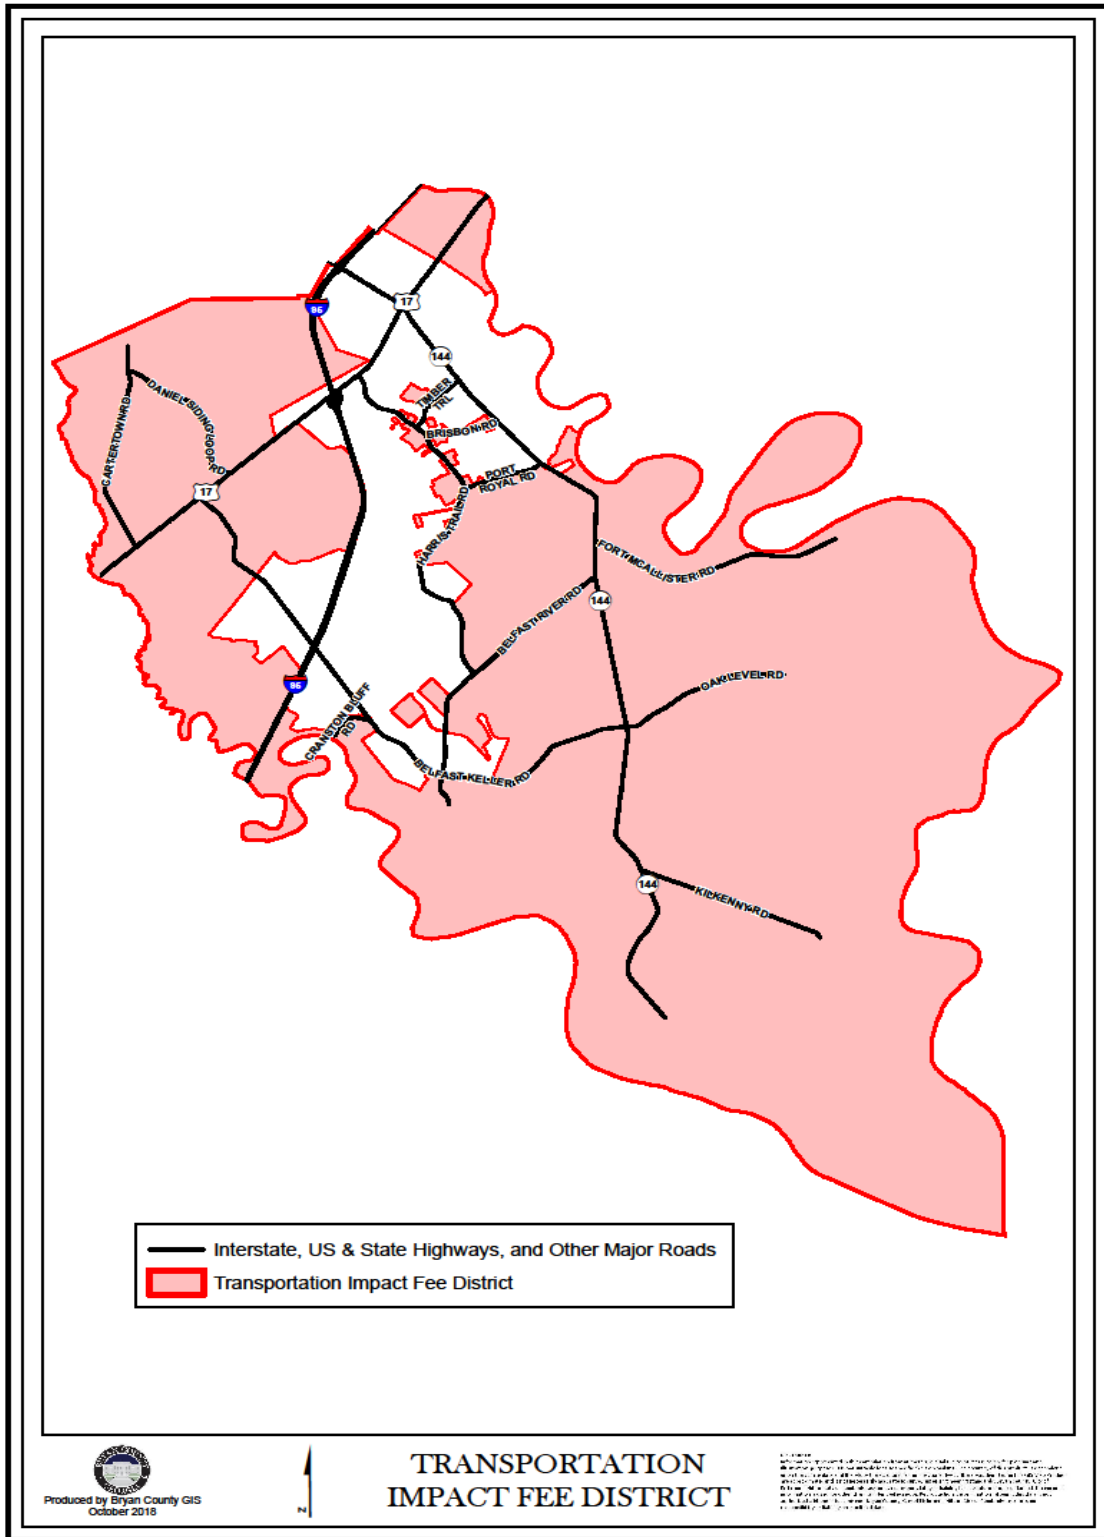 17
86
144
TIMBER
TRL
BRISBON RD
DANIEL SIDING LOOP RD
CARTERTOWN RD
PORT
ROYAL RD
17
HARRIS TRAIL RD
FORT MCALLISTER RD
BELFAST RIVER RD
144
OAK LEVEL RD
86
CRANSTON BLUFF
RD
BELFAST KELLER RD
144
KILKENNY RD
Interstate, US & State Highways, and Other Major Roads
Transportation Impact Fee District
Produced by Bryan County GIS
October 2018
N
TRANSPORTATION
IMPACT FEE DISTRICT